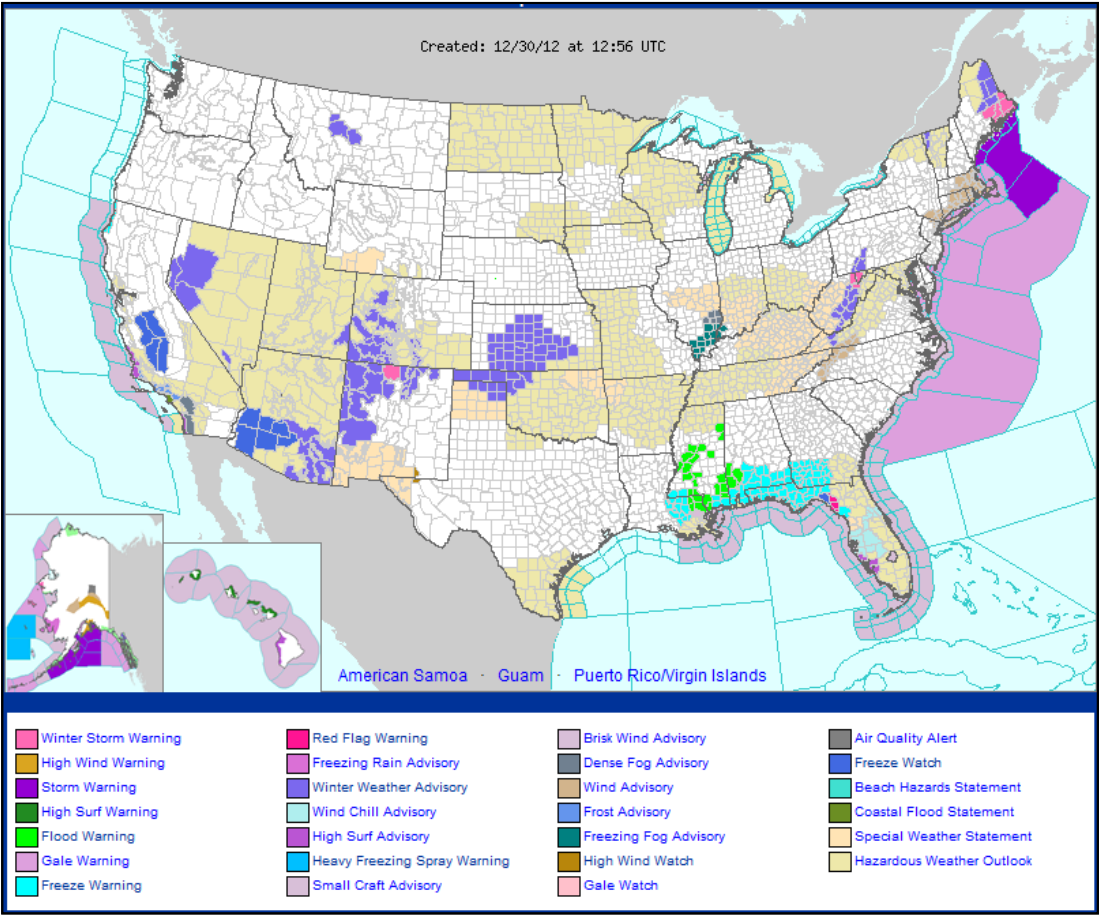 Created: 12/30/12 at 12:56 UTC
American Samoa - Guam - Puerto Rico/Virgin Islands
Winter Storm Warning
High Wind Warning
Storm Warning
High Surf Warning
Flood Warning
Gale Warning
Freeze Warning
Red Flag Warning
Freezing Rain Advisory
Winter Weather Advisory
Wind Chill Advisory
High Surf Advisory
Heavy Freezing Spray Warning
Small Craft Advisory
Brisk Wind Advisory
Dense Fog Advisory
Wind Advisory
Frost Advisory
Freezing Fog Advisory
High Wind Watch
Gale Watch
Air Quality Alert
Freeze Watch
Beach Hazards Statement
Coastal Flood Statement
Special Weather Statement
Hazardous Weather Outlook